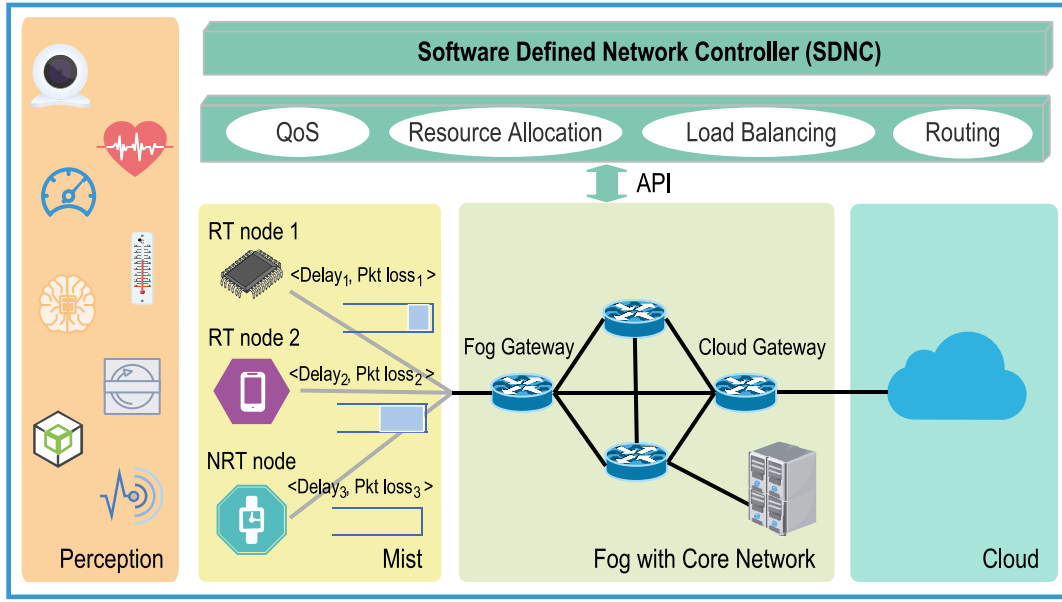 Software Defined Network Controller (SDNC)
QoS
Resource Allocation
Load Balancing
Routing
API
RT node 1
<Delay₁, Pkt loss₁ >
RT node 2
<Delay₂, Pkt loss₂ >
NRT node
<Delay₃, Pkt loss₃ >
Fog Gateway
Cloud Gateway
Perception
Mist
Fog with Core Network
Cloud